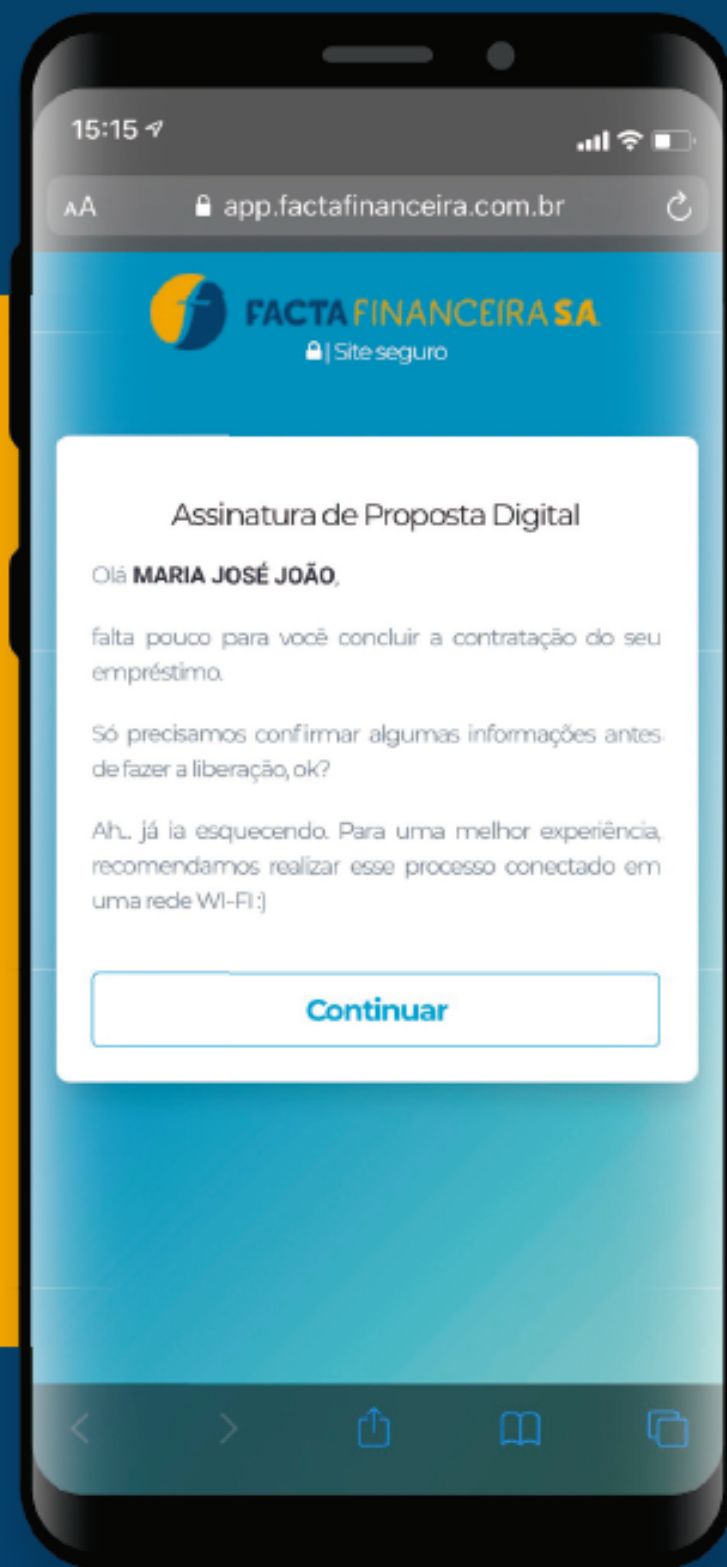 15:15
AA app.factafinanceira.com.br
FACTA FINANCEIRA S.A.
| Site seguro
Assinatura de Proposta Digital
Olá MARIA JOSÉ JOÃO,
falta pouco para você concluir a contratação do seu
empréstimo.
Só precisamos confirmar algumas informações antes
de fazer a liberação, ok?
Ah... já ia esquecendo. Para uma melhor experiência,
recomendamos realizar esse processo conectado em
uma rede WI-FI :)
Continuar